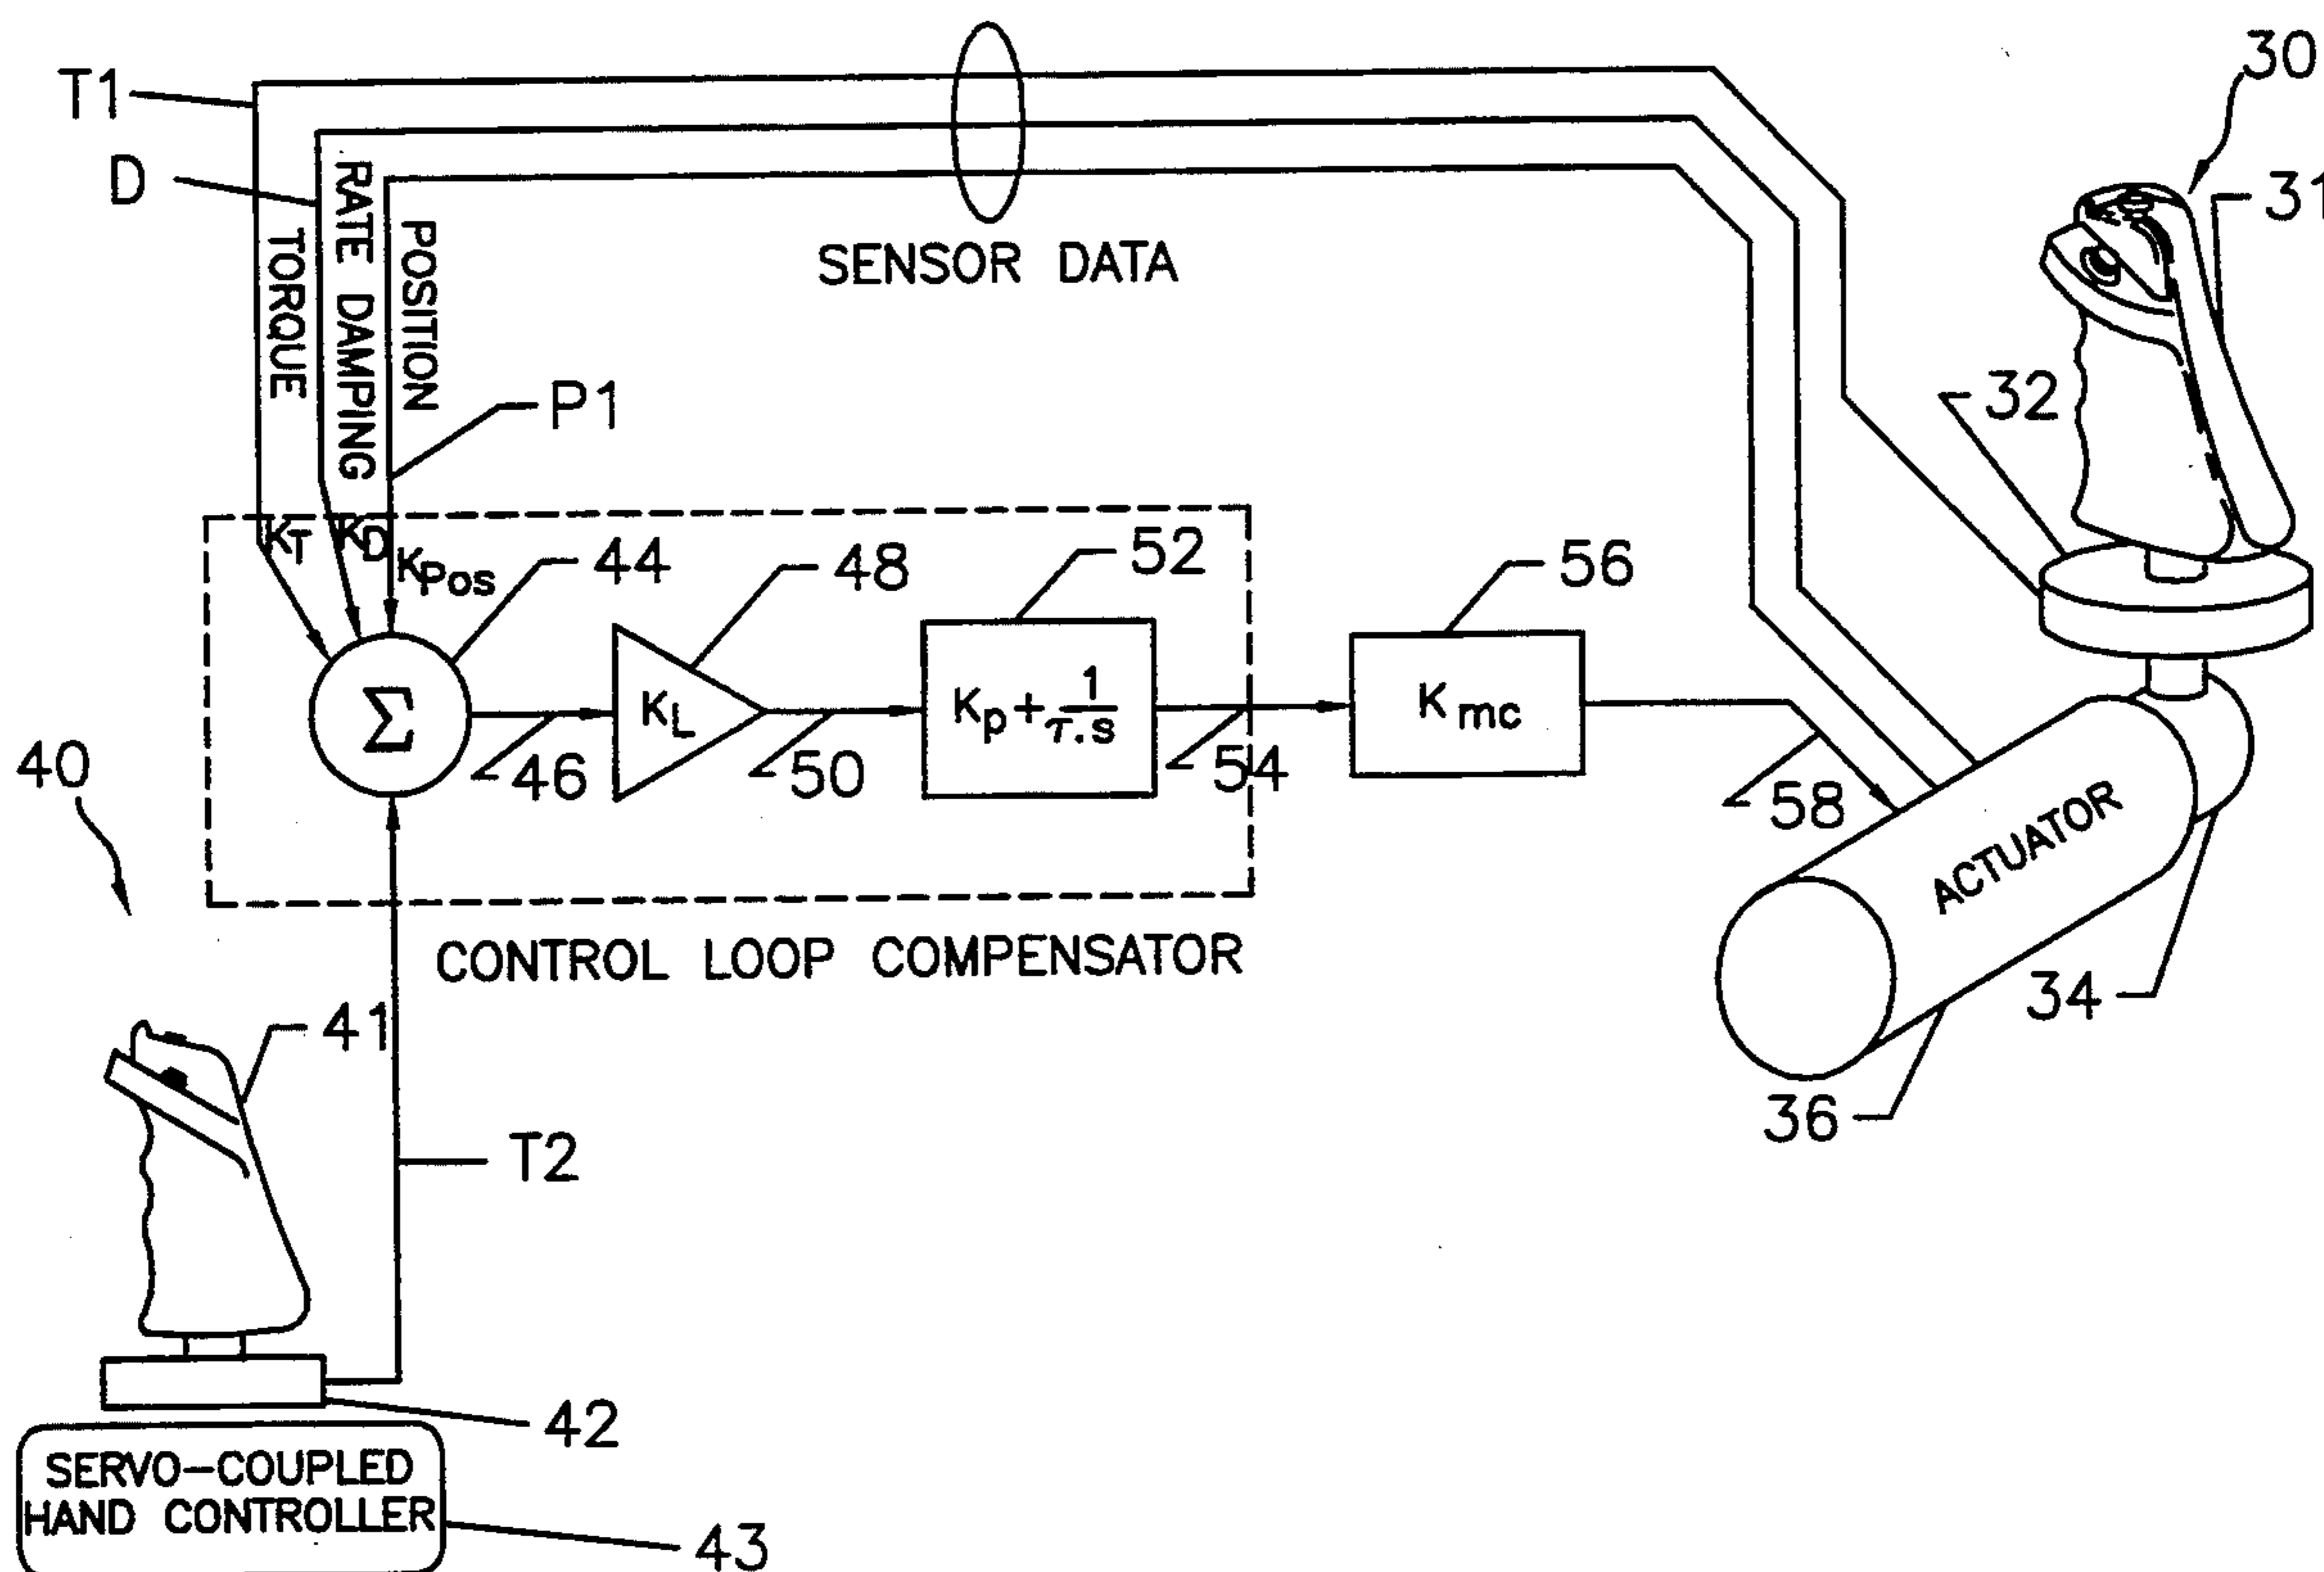 T1
D
TORQUE
RATE DAMPING
POSITION
SENSOR DATA
30
31
32
P1
KT
KD
KPos
44
48
52
56
Σ
KL
Kp + 1/τ.s
Kmc
46
50
54
58
40
ACTUATOR
34
36
CONTROL LOOP COMPENSATOR
41
T2
42
SERVO-COUPLED
HAND CONTROLLER
43